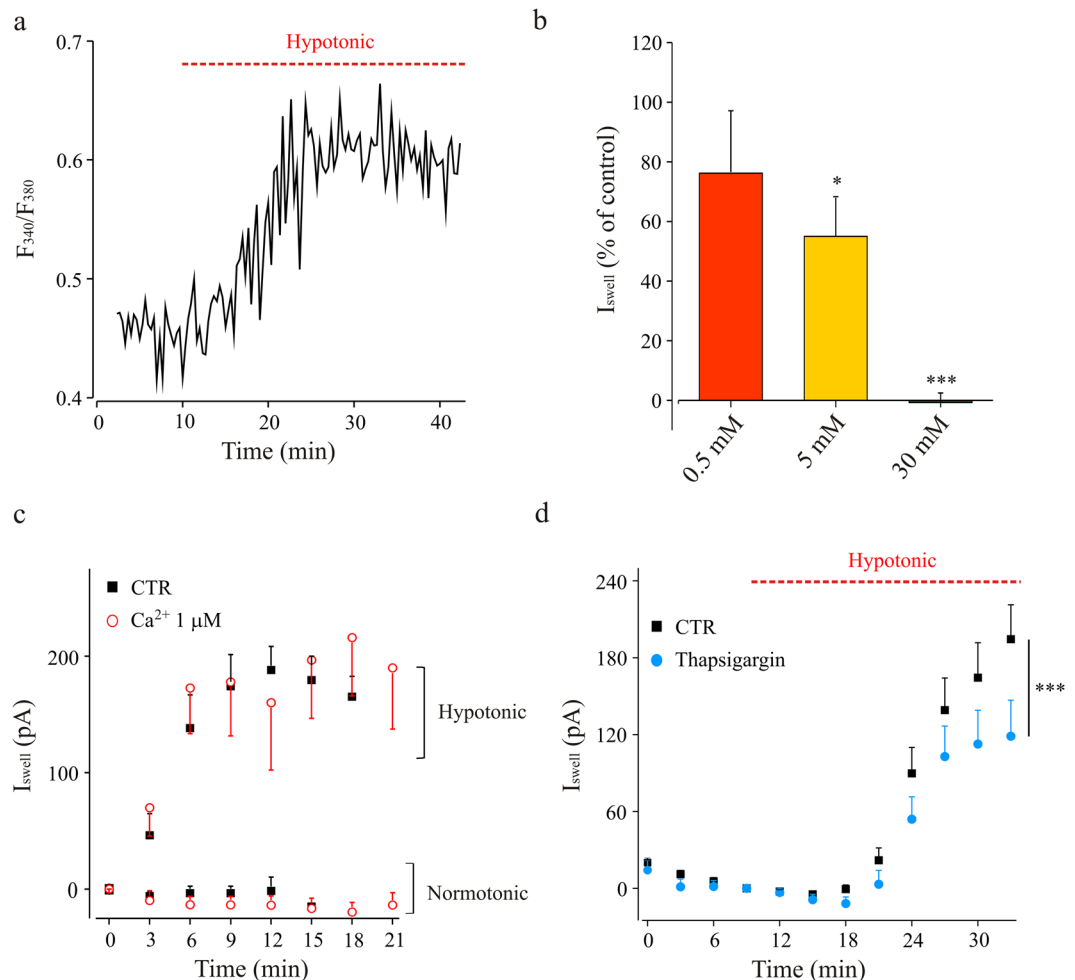 a
Hypotonic
0.7
0.6
0.5
0.4
F340/F380
0
10
20
30
40
Time (min)
b
120
100
80
60
40
20
0
Iswell (% of control)
*
***
0.5 mM
5 mM
30 mM
c
CTR
Ca2+ 1 μM
200
100
0
Iswell (pA)
Hypotonic
Normotonic
0
3
6
9
12
15
18
21
Time (min)
d
Hypotonic
240
180
120
60
0
Iswell (pA)
CTR
Thapsigargin
***
0
6
12
18
24
30
Time (min)